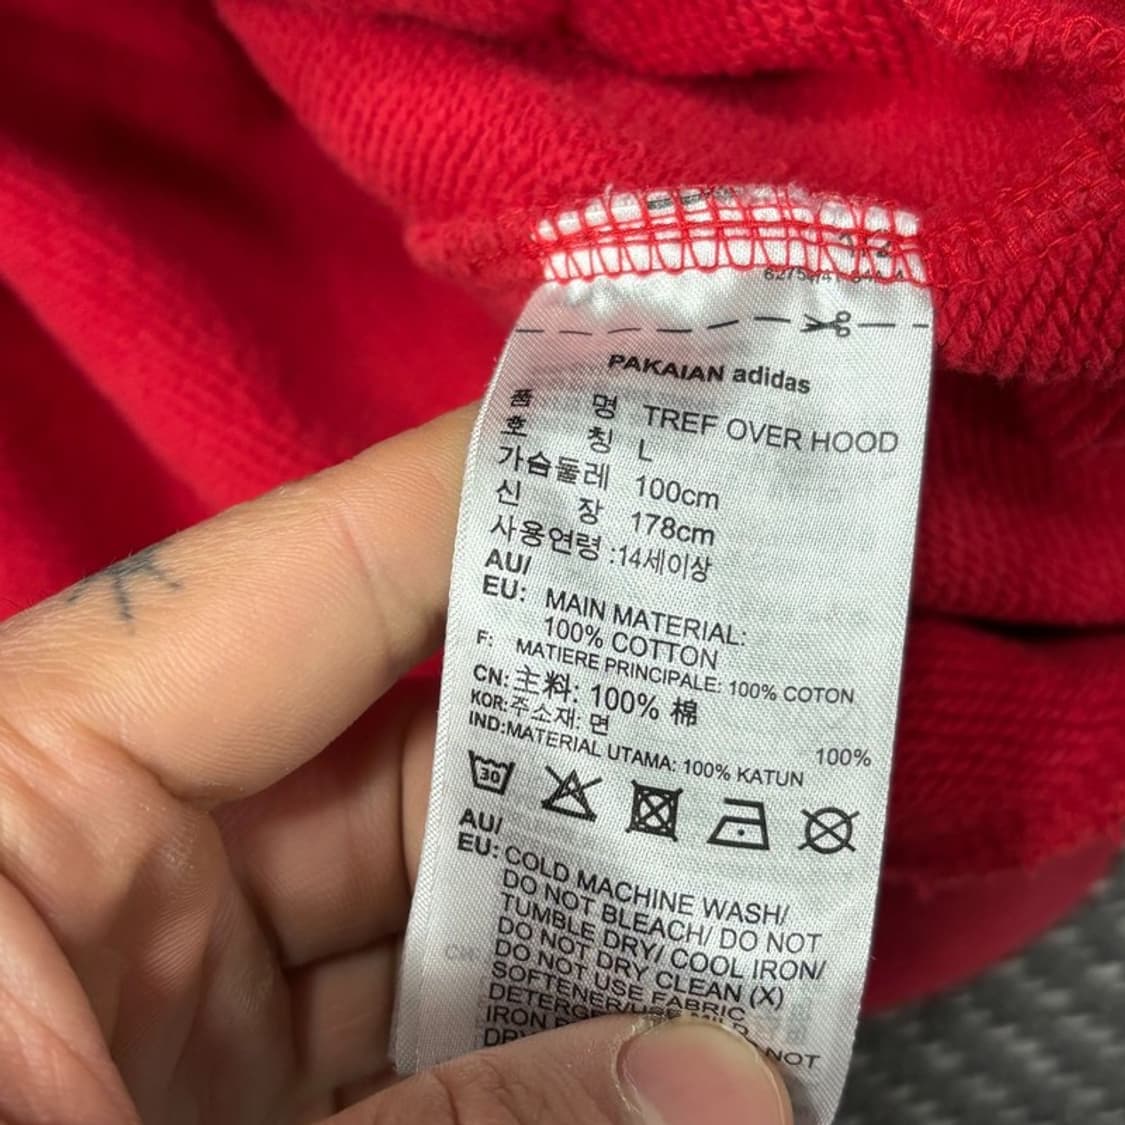 PAKAIAN adidas
품 명 TREF OVER HOOD
호 칭 L
가슴둘레 100cm
신 장 178cm
사용연령 :14세이상
AU/
EU: MAIN MATERIAL:
100% COTTON
F: MATIERE PRINCIPALE: 100% COTON
CN: 主料: 100% 棉
KOR: 주소재: 면 100%
IND:MATERIAL UTAMA: 100% KATUN
30
AU/
EU: COLD MACHINE WASH/
DO NOT BLEACH/ DO NOT
TUMBLE DRY/ COOL IRON/
DO NOT DRY CLEAN (X)
DO NOT USE FABRIC
SOFTENER/USE MILD
IRON
NOT